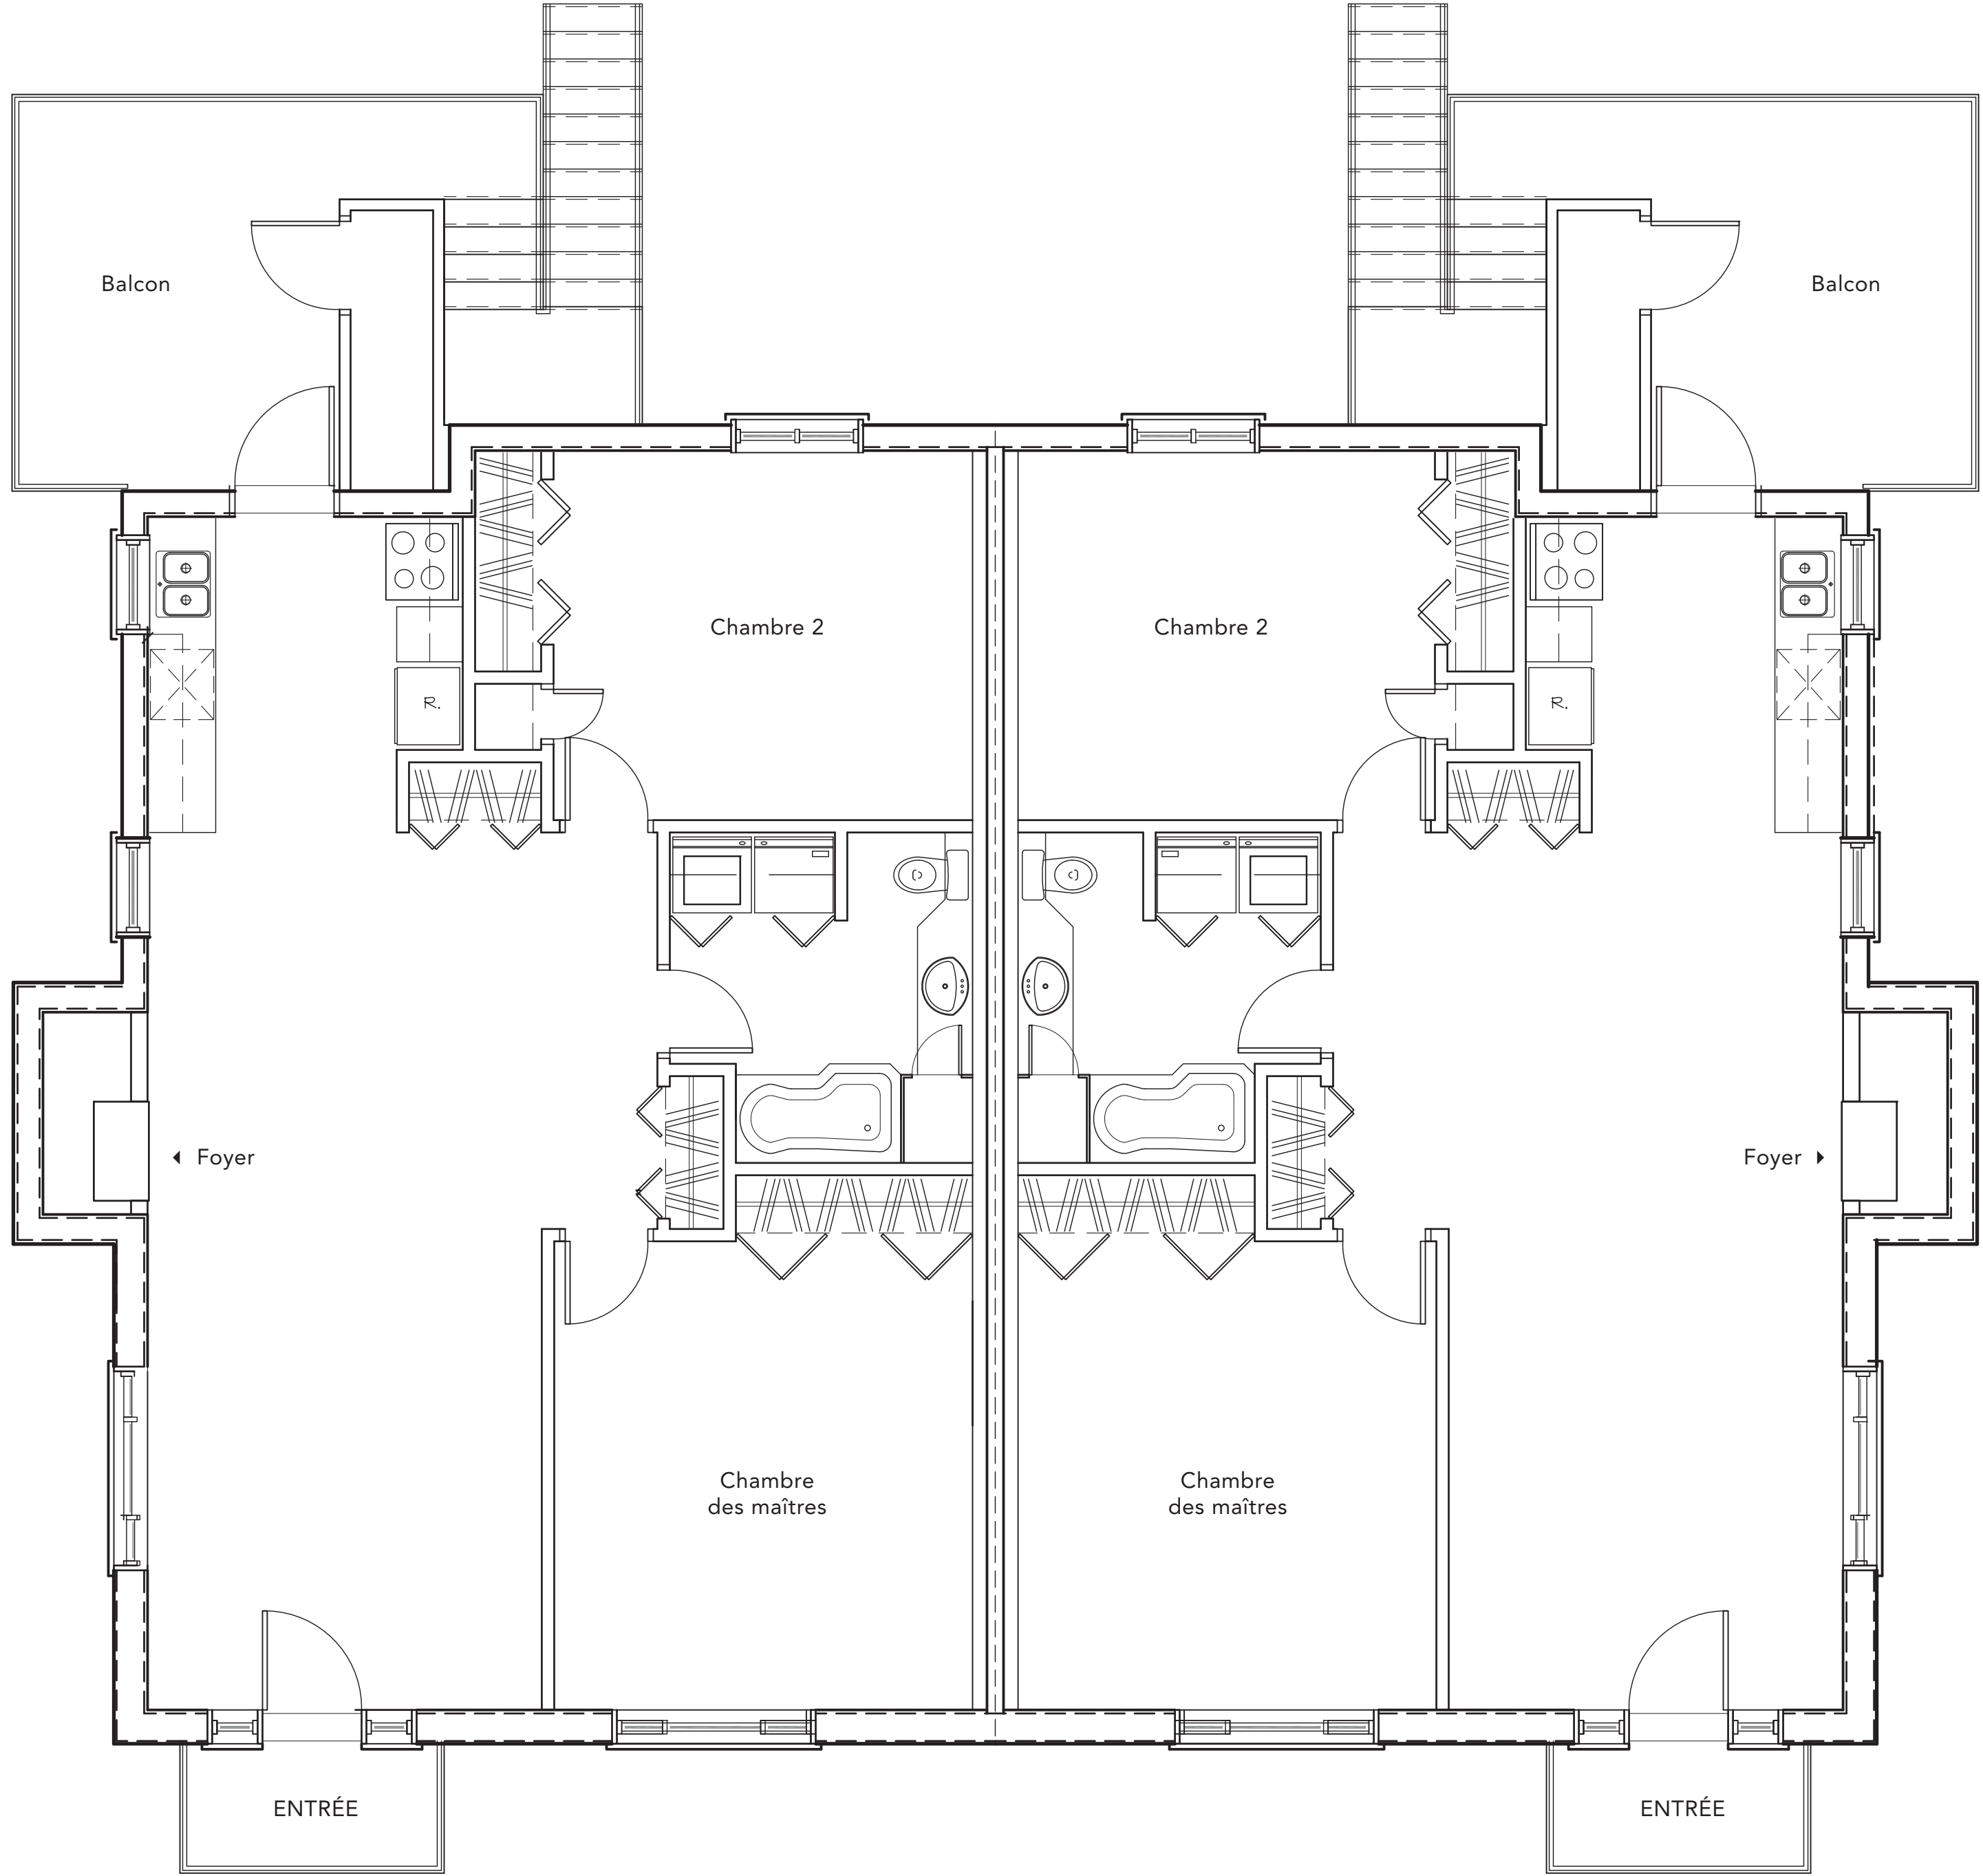 Balcon
Balcon
Chambre 2
Chambre 2
R.
R.
Foyer
Foyer
Chambre
des maîtres
Chambre
des maîtres
ENTRÉE
ENTRÉE